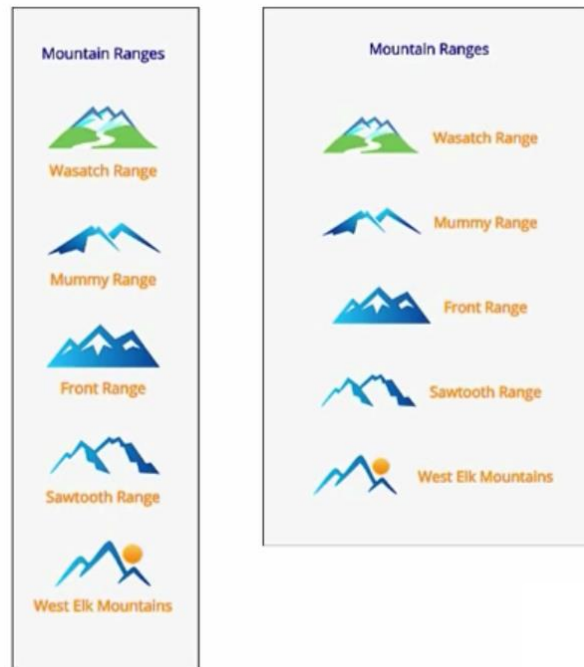 Mountain Ranges
Wasatch Range
Mummy Range
Front Range
Sawtooth Range
West Elk Mountains
Mountain Ranges
Wasatch Range
Mummy Range
Front Range
Sawtooth Range
West Elk Mountains